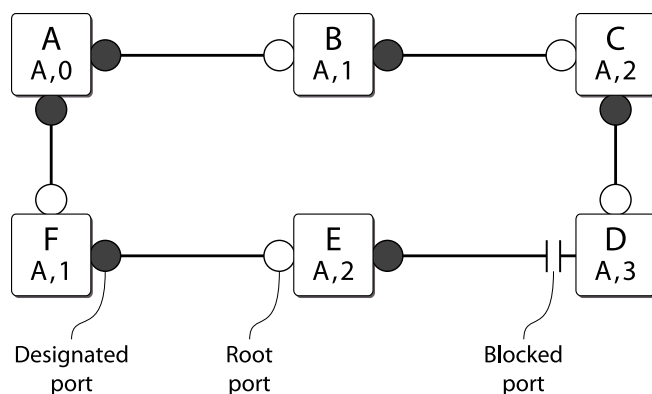 A
A,0
B
A,1
C
A,2
F
A,1
E
A,2
D
A,3
Designated
port
Root
port
Blocked
port